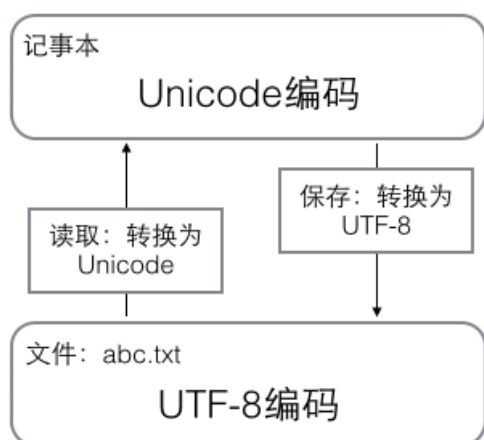 记事本
Unicode编码
读取：转换为
Unicode
保存：转换为
UTF-8
文件：abc.txt
UTF-8编码